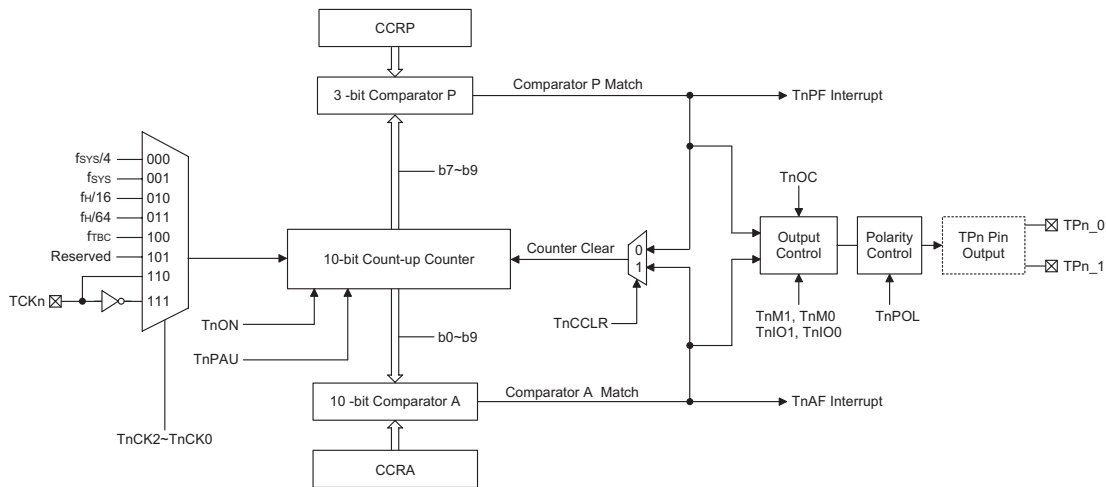 CCRP
3 -bit Comparator P
Comparator P Match
TnPF Interrupt
b7~b9
fSYS/4 000
fSYS 001
fH/16 010
fH/64 011
fTBC 100
Reserved 101
110
TCKn 111
TnCK2~TnCK0
10-bit Count-up Counter
TnON
TnPAU
b0~b9
Counter Clear
0
1
TnCCLR
TnOC
Output
Control
TnM1, TnM0
TnIO1, TnIO0
Polarity
Control
TnPOL
TPn Pin
Output
TPn_0
TPn_1
10 -bit Comparator A
Comparator A Match
TnAF Interrupt
CCRA